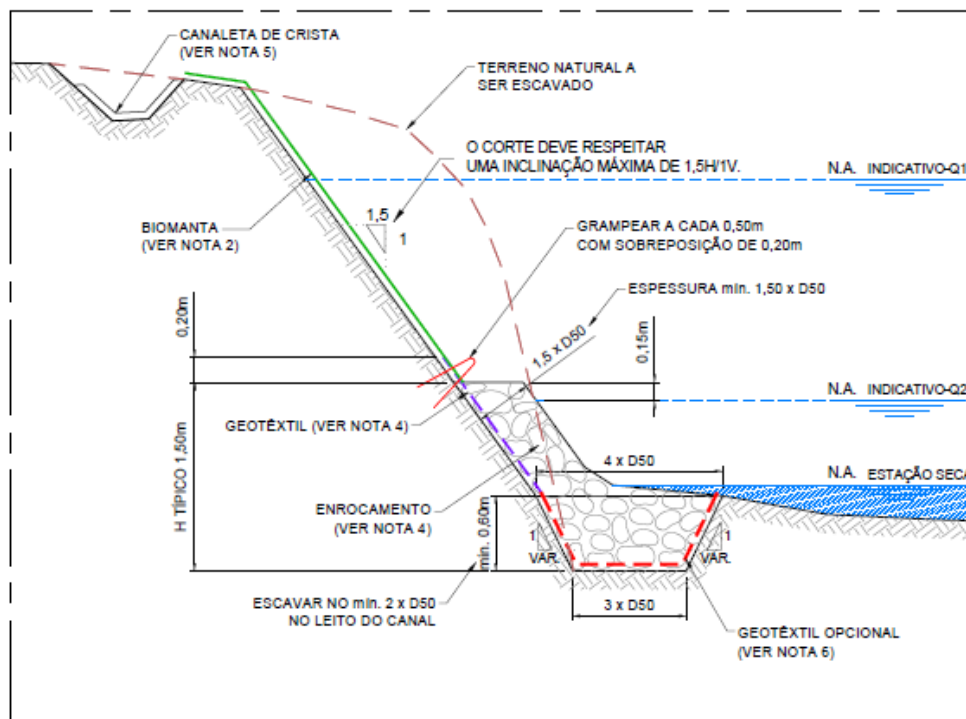 CANALETA DE CRISTA
(VER NOTA 5)
TERRENO NATURAL A
SER ESCAVADO
O CORTE DEVE RESPEITAR
UMA INCLINAÇÃO MÁXIMA DE 1,5H/1V.
N.A. INDICATIVO-Q1
BIOMANTA
(VER NOTA 2)
1,5
1
GRAMPEAR A CADA 0,50m
COM SOBREPOSIÇÃO DE 0,20m
ESPESSURA mín. 1,50 x D50
0,20m
1,5 x D50
0,15m
N.A. INDICATIVO-Q2
GEOTÊXTIL (VER NOTA 4)
H TÍPICO 1,50m
4 x D50
N.A. ESTAÇÃO SECA
ENROCAMENTO
(VER NOTA 4)
mín. 0,60m
1
VAR.
1
VAR.
ESCAVAR NO mín. 2 x D50
NO LEITO DO CANAL
3 x D50
GEOTÊXTIL OPCIONAL
(VER NOTA 6)